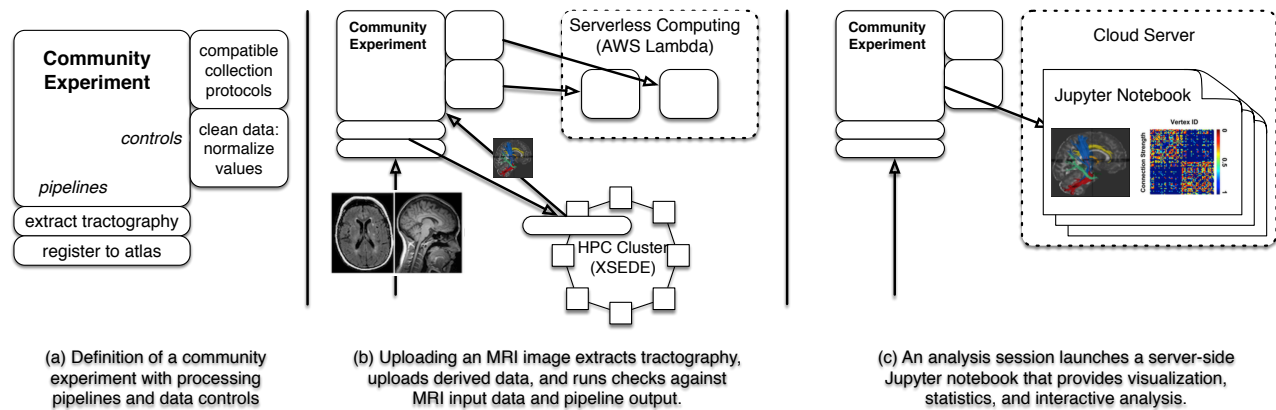 Community
Experiment
controls
pipelines
compatible
collection
protocols
clean data:
normalize
values
extract tractography
register to atlas
(a) Definition of a community
experiment with processing
pipelines and data controls
Community
Experiment
Serverless Computing
(AWS Lambda)
HPC Cluster
(XSEDE)
(b) Uploading an MRI image extracts tractography,
uploads derived data, and runs checks against
MRI input data and pipeline output.
Community
Experiment
Cloud Server
Jupyter Notebook
Vertex ID
Connection Strength
0
0.5
1
(c) An analysis session launches a server-side
Jupyter notebook that provides visualization,
statistics, and interactive analysis.